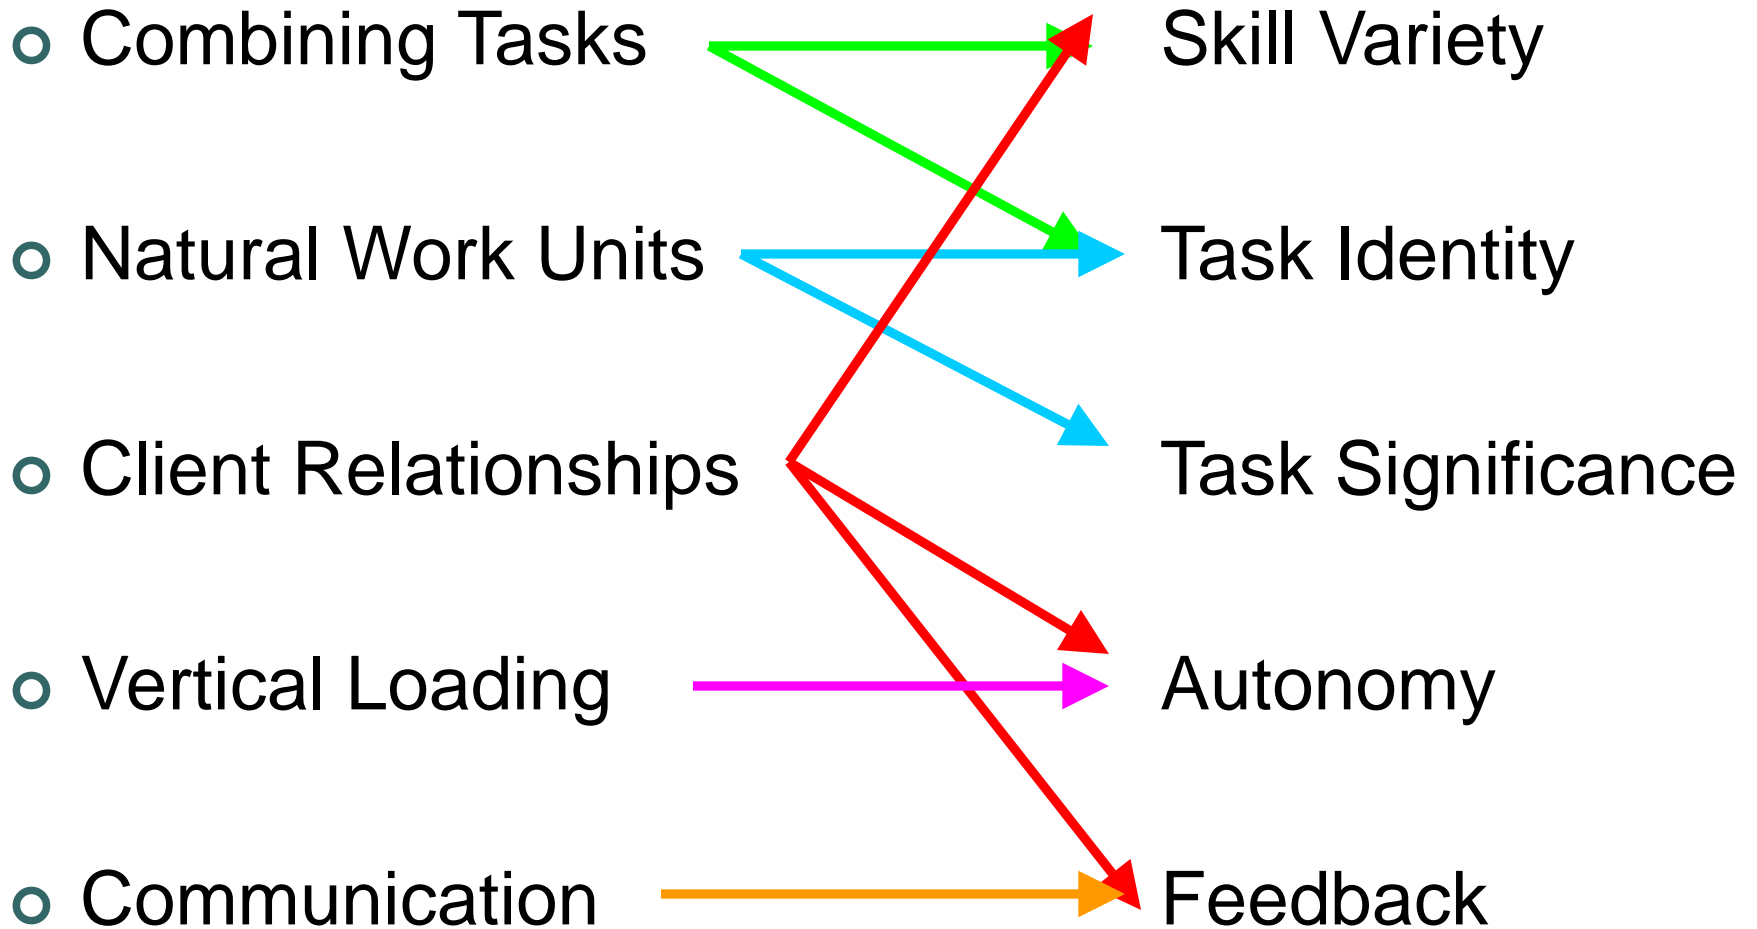 Combining Tasks Skill Variety
Natural Work Units Task Identity
Client Relationships Task Significance
Vertical Loading Autonomy
Communication Feedback